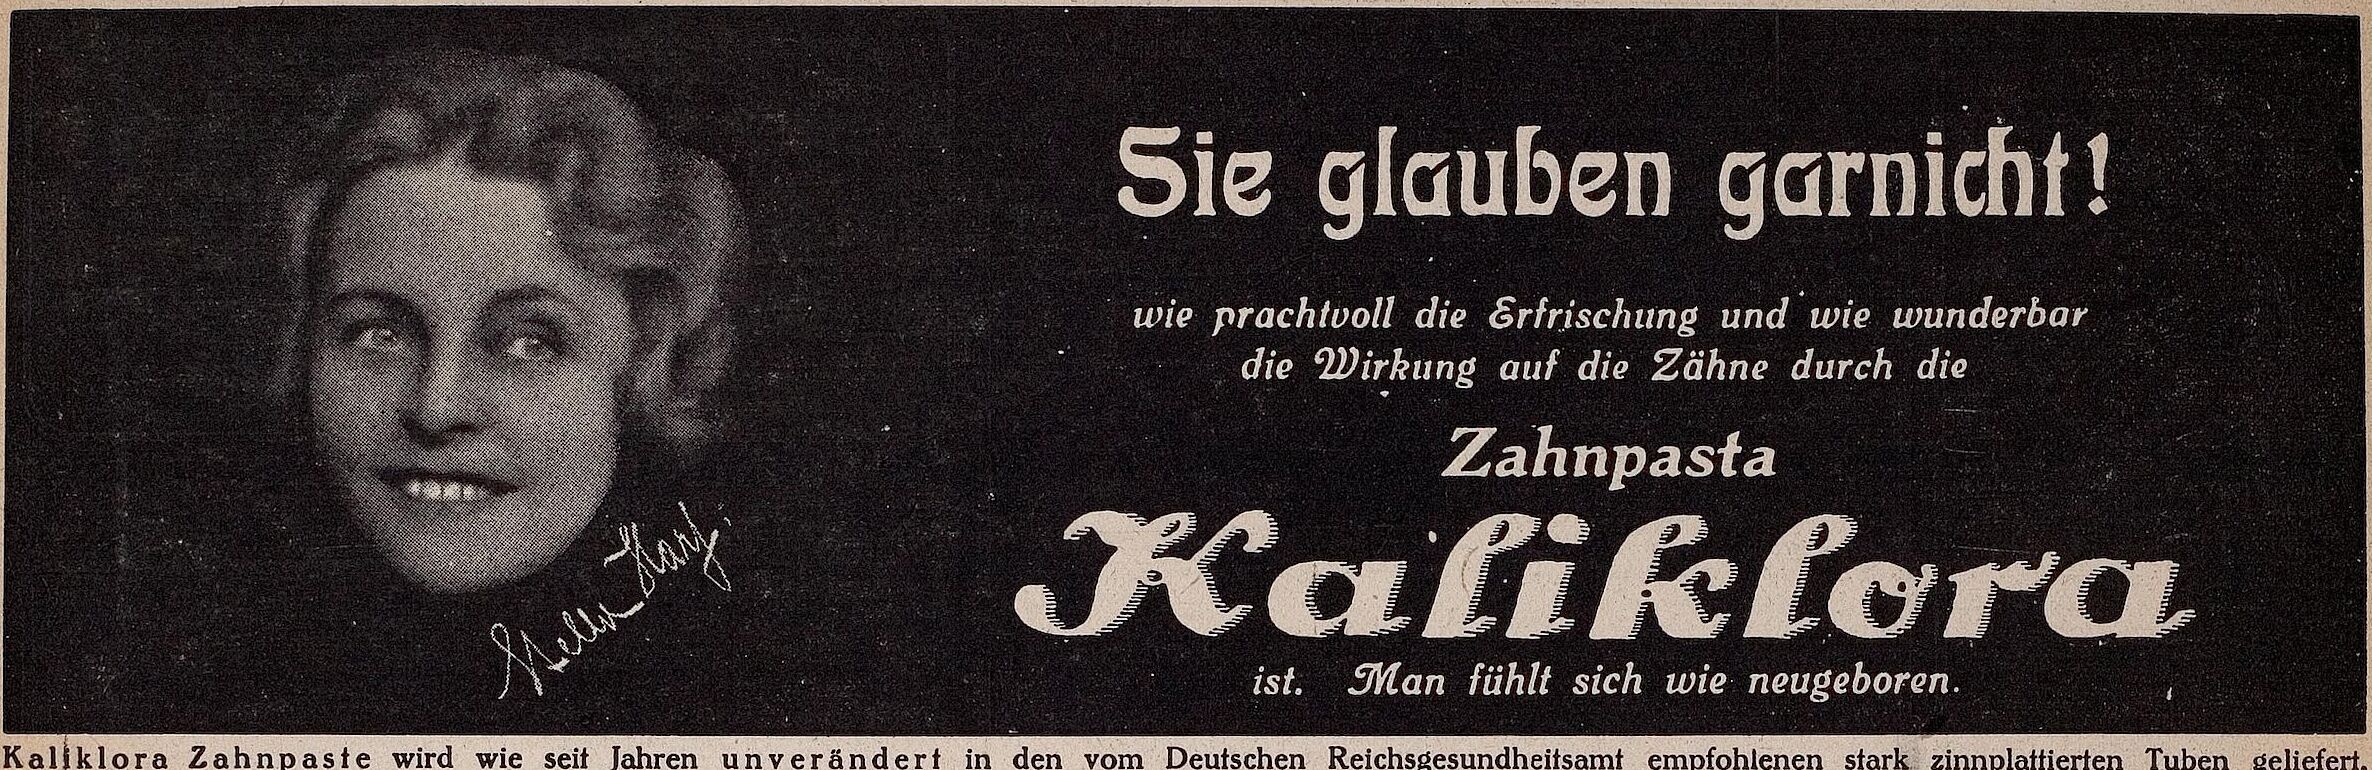 Sie glauben garnicht!
wie prachtvoll die Erfrischung und wie wunderbar
die Wirkung auf die Zähne durch die
Zahnpasta
Kaliklora
ist. Man fühlt sich wie neugeboren.
Stella
Kaliklora Zahnpaste wird wie seit Jahren unverändert in den vom Deutschen Reichsgesundheitsamt empfohlenen stark zinnplattierten Tuben geliefert.